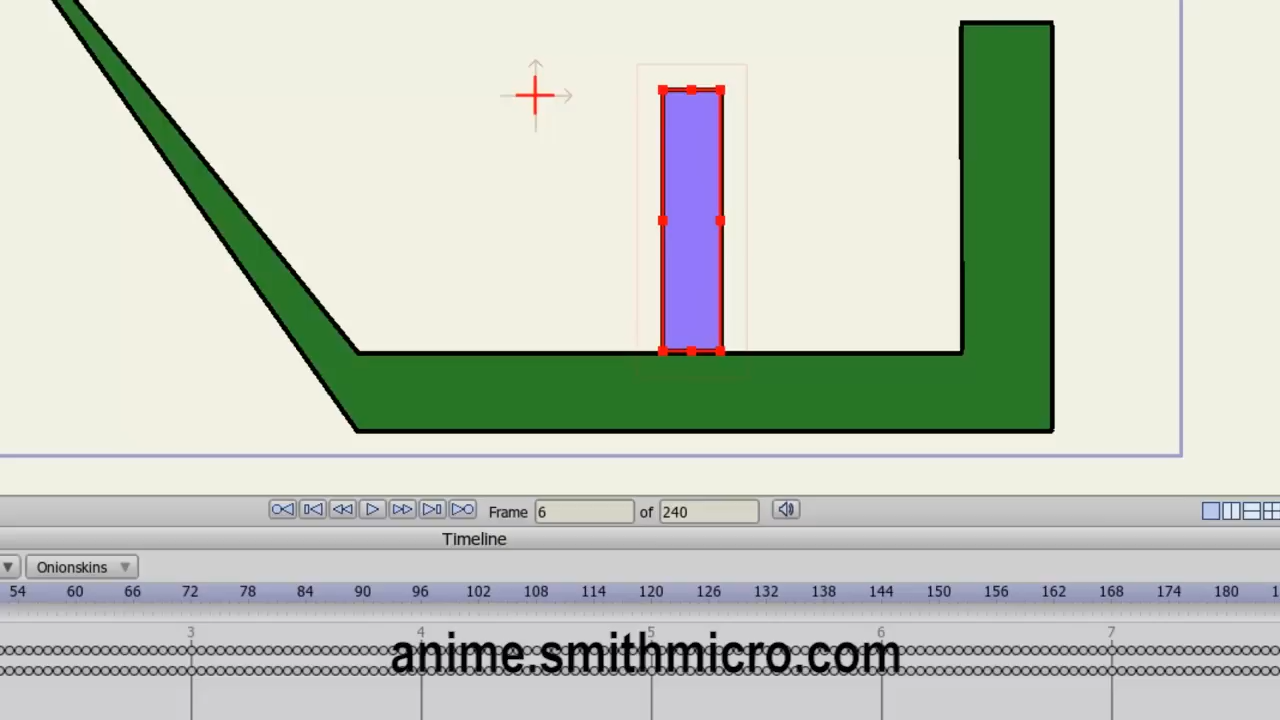 Frame 6 of 240
Timeline
Onionskins
54 60 66 72 78 84 90 96 102 108 114 120 126 132 138 144 150 156 162 168 174 180
3 4 5 6 7
anime.smithmicro.com